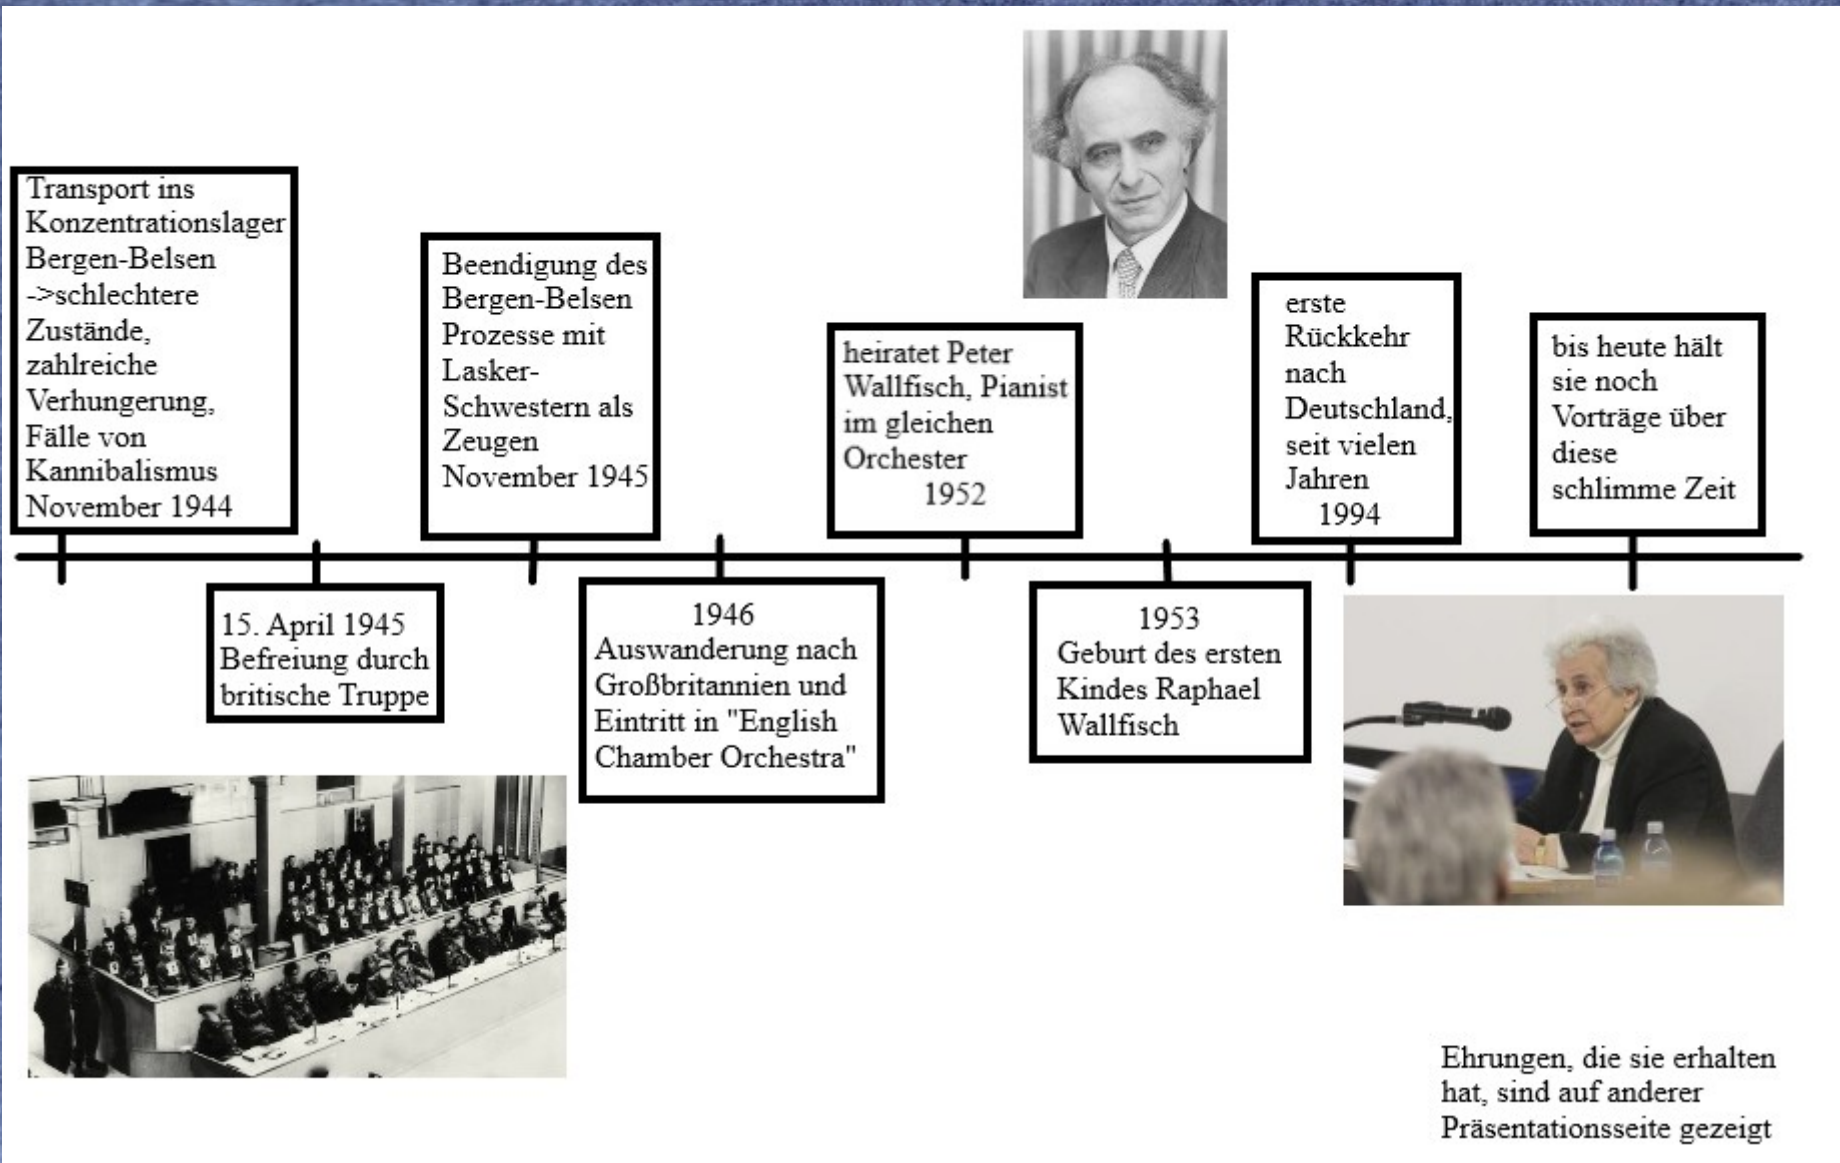 Transport ins
Konzentrationslager
Bergen-Belsen
->schlechtere
Zustände,
zahlreiche
Verhungerung,
Fälle von
Kannibalismus
November 1944
15. April 1945
Befreiung durch
britische Truppe
Beendigung des
Bergen-Belsen
Prozesse mit
Lasker-
Schwestern als
Zeugen
November 1945
1946
Auswanderung nach
Großbritannien und
Eintritt in "English
Chamber Orchestra"
heiratet Peter
Wallfisch, Pianist
im gleichen
Orchester
1952
1953
Geburt des ersten
Kindes Raphael
Wallfisch
erste
Rückkehr
nach
Deutschland,
seit vielen
Jahren
1994
bis heute hält
sie noch
Vorträge über
diese
schlimme Zeit
Ehrungen, die sie erhalten
hat, sind auf anderer
Präsentationsseite gezeigt